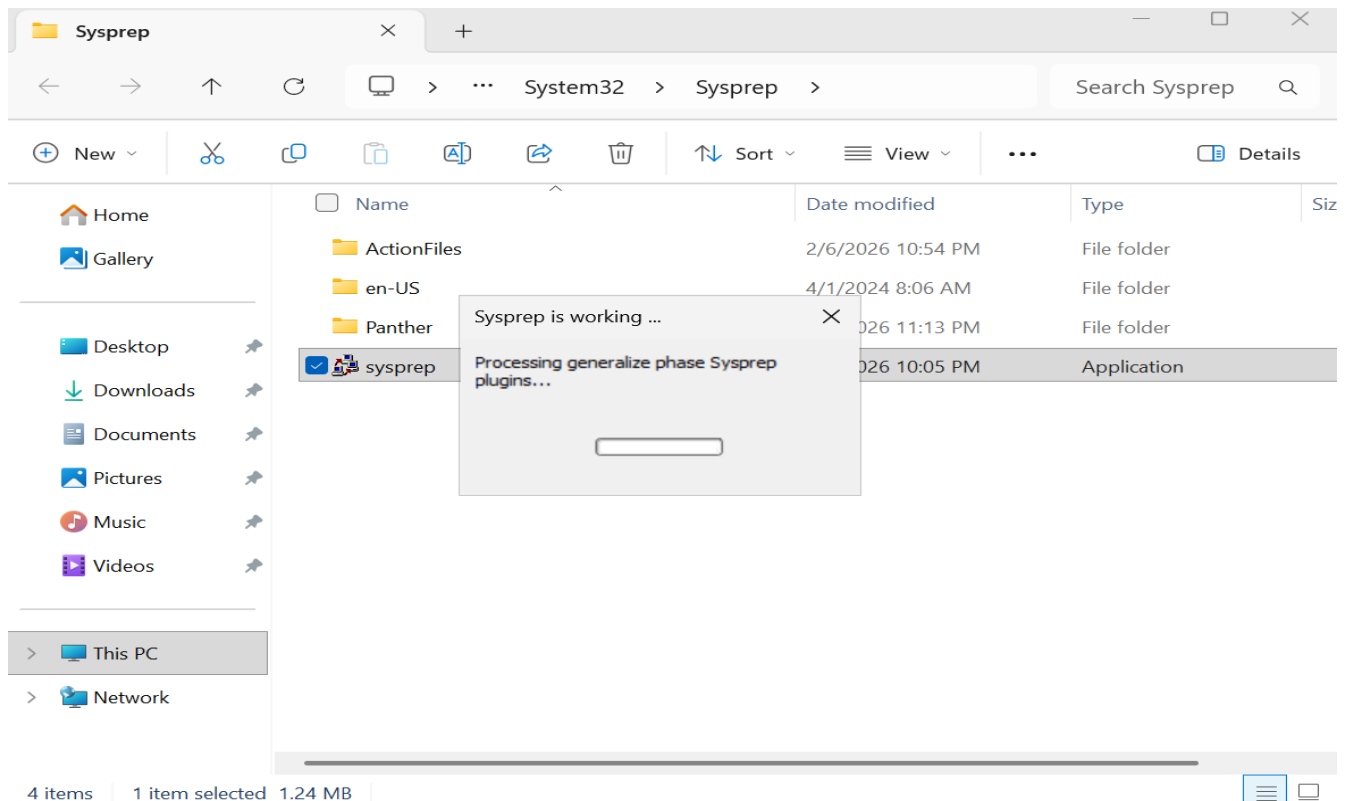 Sysprep
System32 > Sysprep >
Search Sysprep
New
Sort
View
Details
Name
Date modified
Type
Siz
Home
Gallery
Desktop
Downloads
Documents
Pictures
Music
Videos
This PC
Network
ActionFiles 2/6/2026 10:54 PM File folder
en-US 4/1/2024 8:06 AM File folder
Panther 026 11:13 PM File folder
sysprep 026 10:05 PM Application
Sysprep is working ...
Processing generalize phase Sysprep
plugins...
4 items 1 item selected 1.24 MB